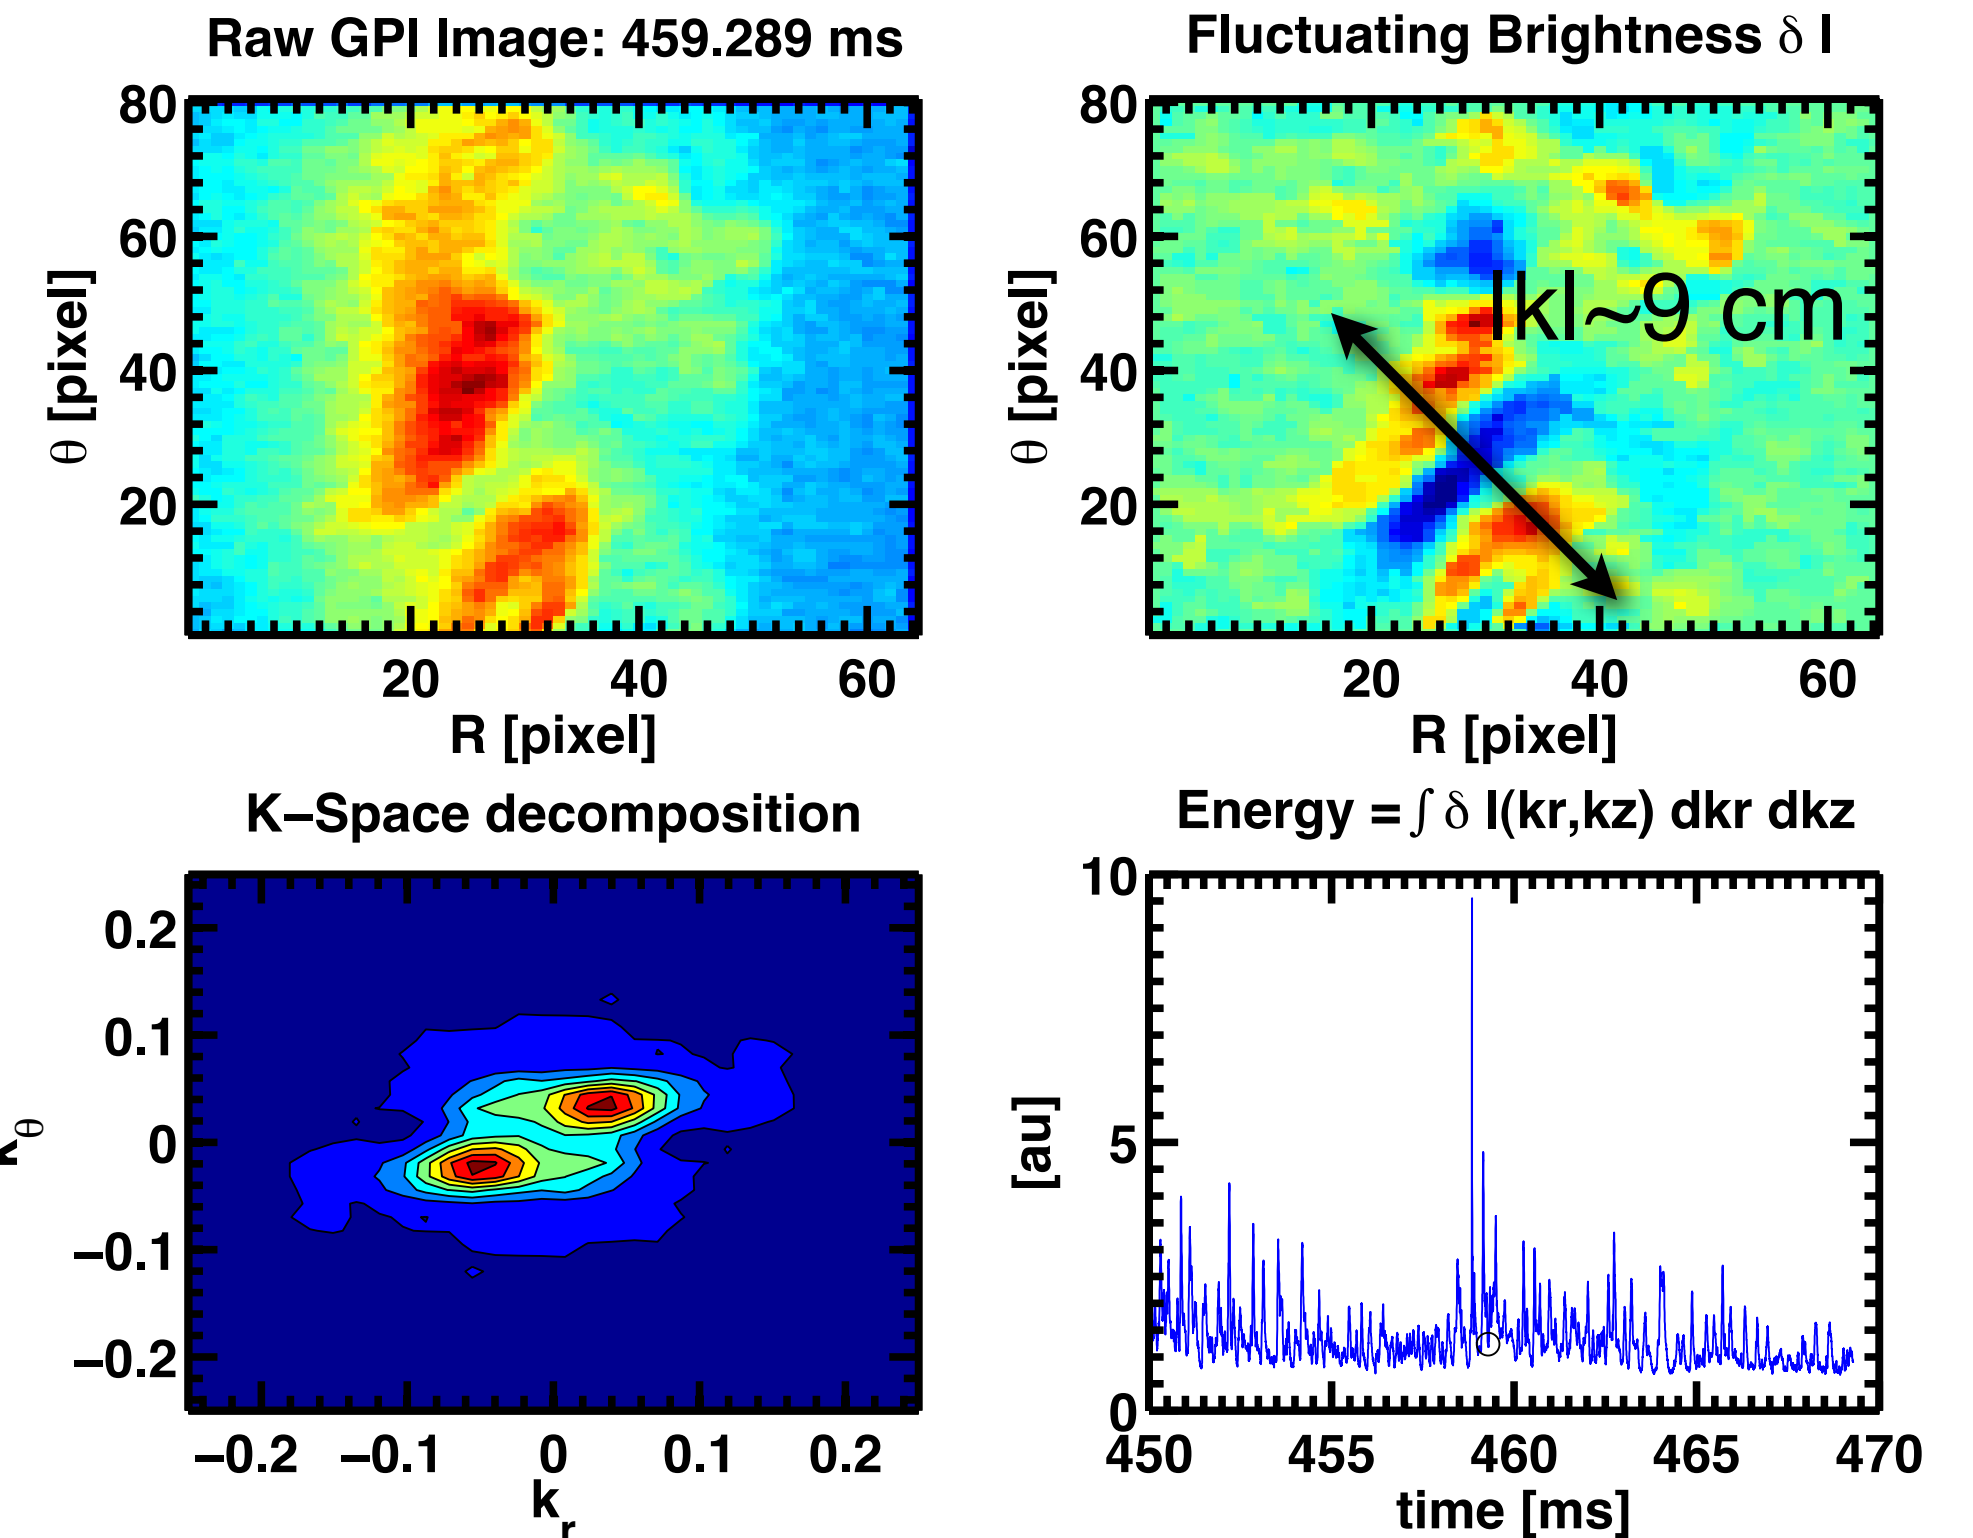 Raw GPI Image: 459.289 ms
80
60
40
20
θ [pixel]
20 40 60
R [pixel]
Fluctuating Brightness δ I
80
60
40
20
θ [pixel]
|k|~9 cm
20 40 60
R [pixel]
K–Space decomposition
0.2
0.1
0
–0.1
–0.2
kθ
–0.2 –0.1 0 0.1 0.2
kr
Energy = ∫ δ I(kr,kz) dkr dkz
10
5
0
[au]
450 455 460 465 470
time [ms]